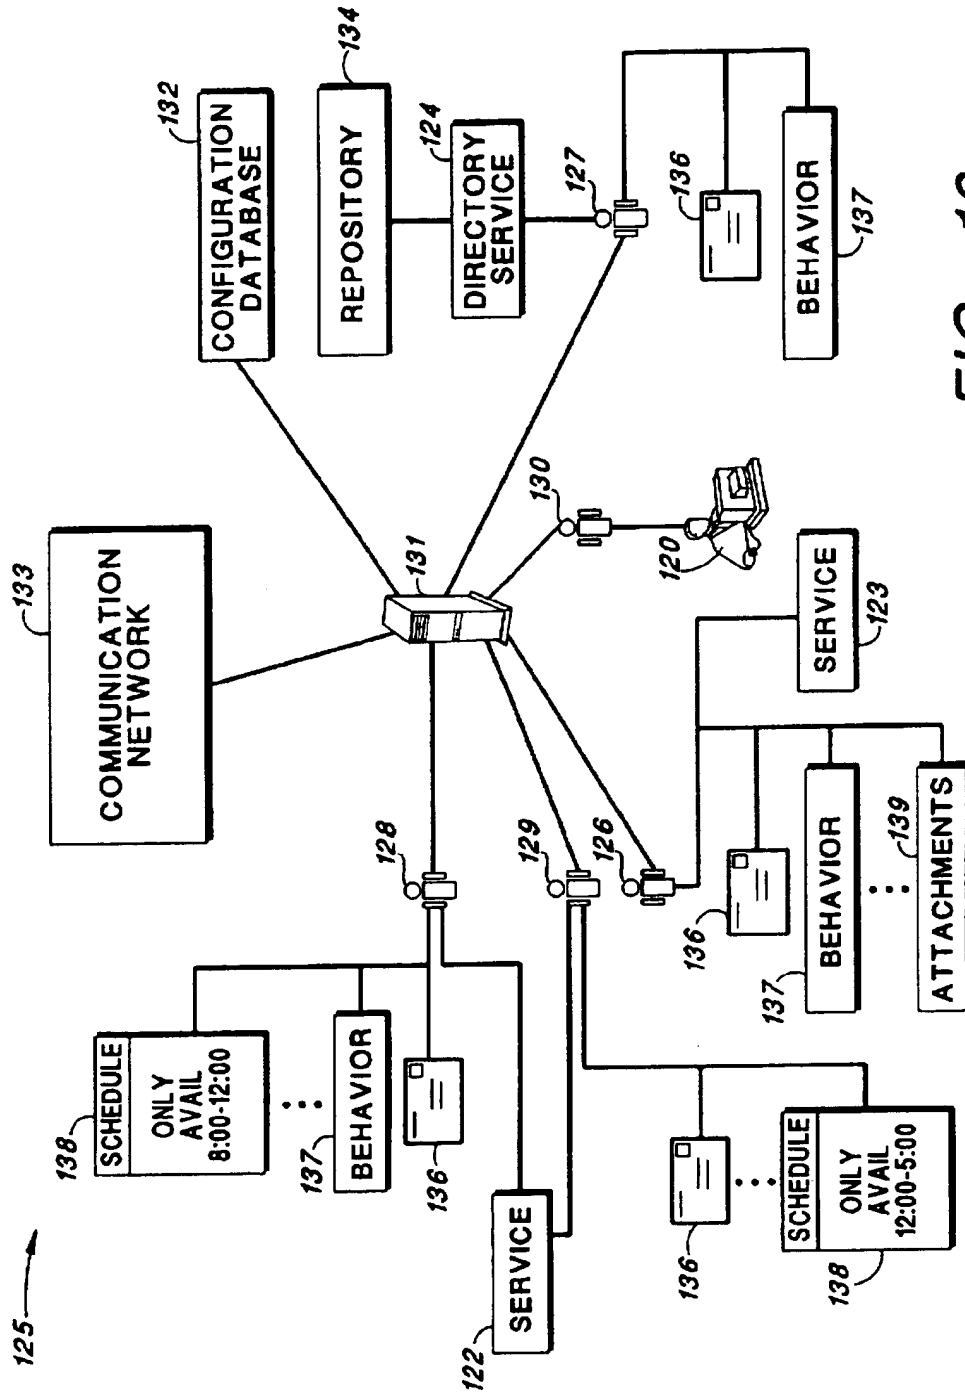 125
133
COMMUNICATION
NETWORK
138
SCHEDULE
ONLY
AVAIL
8:00-12:00
132
CONFIGURATION
DATABASE
137
BEHAVIOR
134
REPOSITORY
128
131
136
124
DIRECTORY
SERVICE
122
SERVICE
129
130
127
126
120
136
136
136
SCHEDULE
ONLY
AVAIL
12:00-5:00
138
137
BEHAVIOR
SERVICE
123
BEHAVIOR
137
139
ATTACHMENTS
FIG.